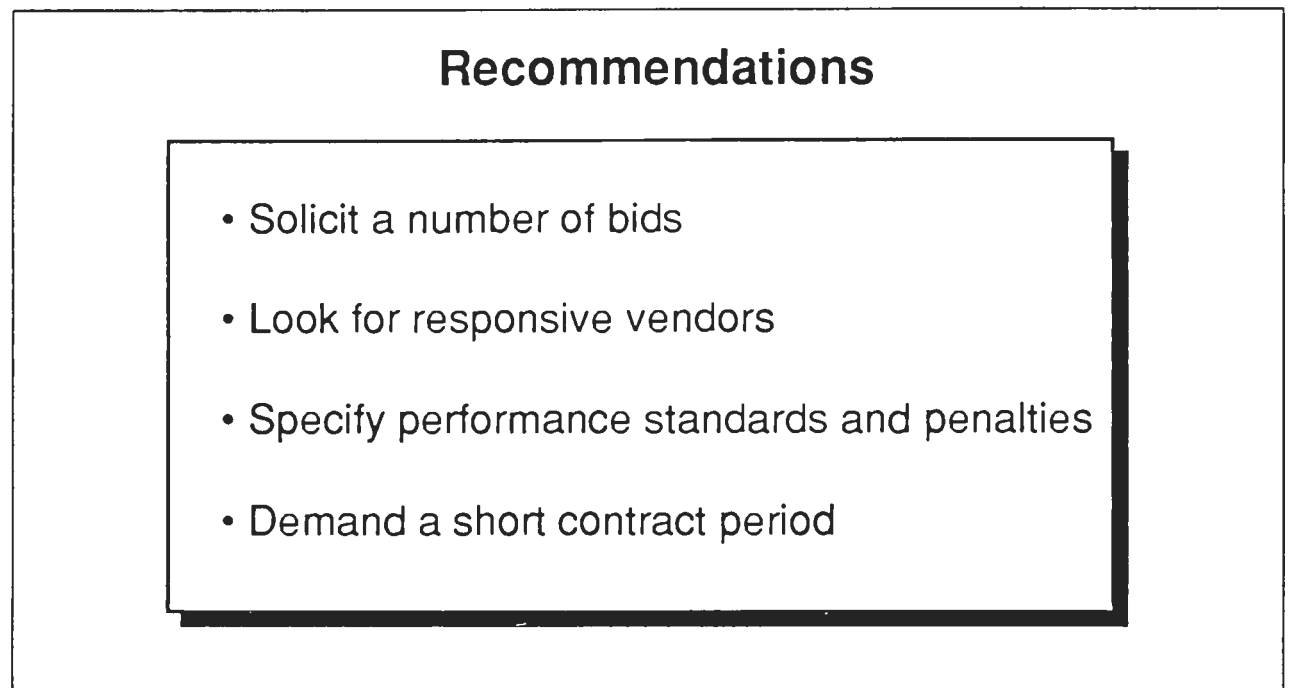 Recommendations
• Solicit a number of bids
• Look for responsive vendors
• Specify performance standards and penalties
• Demand a short contract period